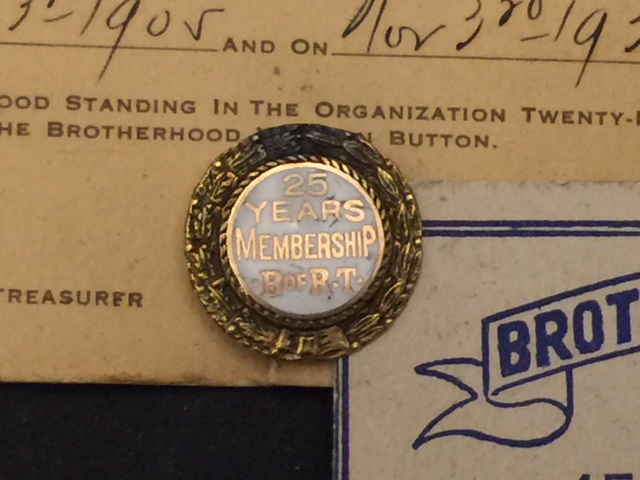 1905 AND ON Nov 3rd 19
OOD STANDING IN THE ORGANIZATION TWENTY-
HE BROTHERHOOD N BUTTON.
25
YEARS
MEMBERSHIP
B OF R.T.
TREASURER
BROT